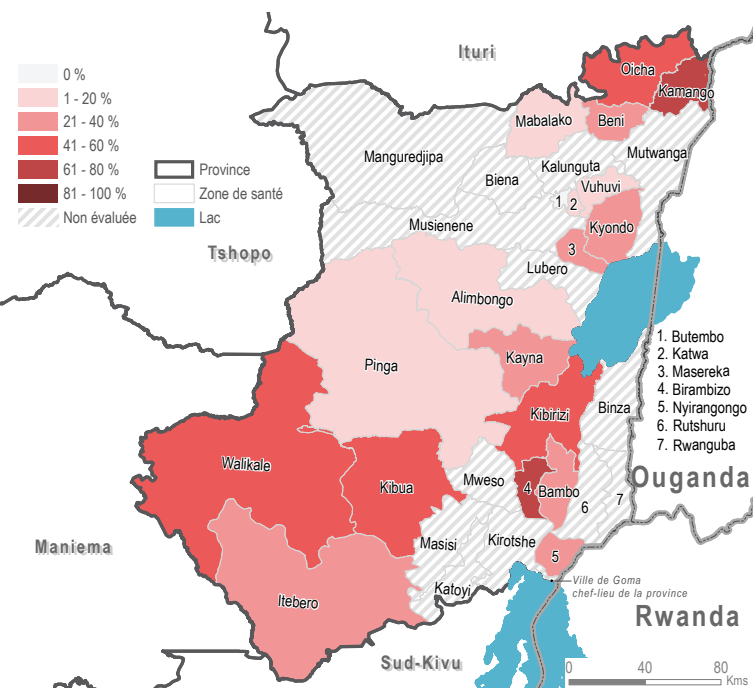 Ituri
0 %
1 - 20 %
21 - 40 %
41 - 60 %
61 - 80 %
81 - 100 %
Non évaluée
Province
Zone de santé
Lac
Oicha
Kamango
Mabalako
Beni
Manguredjipa
Kalunguta
Mutwanga
Biena
Vuhuvi
1
2
Musienene
Kyondo
Tshopo
3
Lubero
Alimbongo
Kayna
Pinga
1. Butembo
2. Katwa
3. Masereka
4. Birambizo
5. Nyirangongo
6. Rutshuru
7. Rwanguba
Kibirizi
Binza
Walikale
Kibua
Mweso
4
Bambo
6
7
Ouganda
Masisi
Kirotshe
5
Maniema
Katoyi
Itebero
Ville de Goma
chef-lieu de la province
Rwanda
Sud-Kivu
0 40 80
Kms